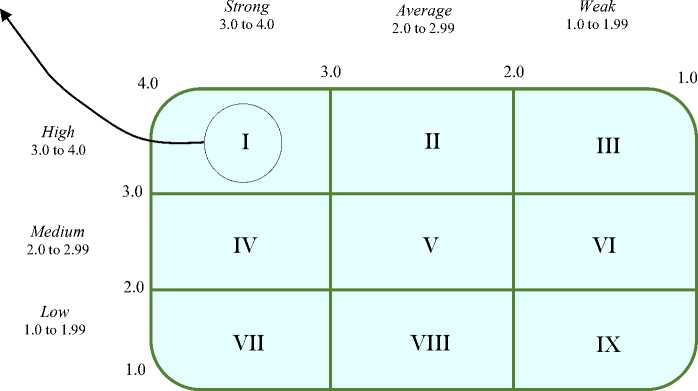 Strong
3.0 to 4.0
Average
2.0 to 2.99
Weak
1.0 to 1.99
4.0
3.0
2.0
1.0
High
3.0 to 4.0
I
II
III
3.0
Medium
2.0 to 2.99
IV
V
VI
2.0
Low
1.0 to 1.99
VII
VIII
IX
1.0